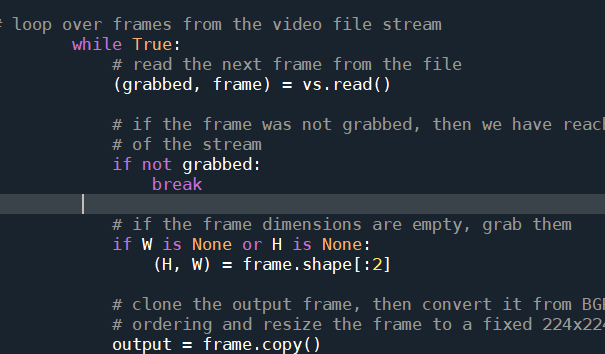 # loop over frames from the video file stream
while True:
# read the next frame from the file
(grabbed, frame) = vs.read()
# if the frame was not grabbed, then we have reac
# of the stream
if not grabbed:
break
# if the frame dimensions are empty, grab them
if W is None or H is None:
(H, W) = frame.shape[:2]
# clone the output frame, then convert it from BG
# ordering and resize the frame to a fixed 224x22
output = frame.copy()